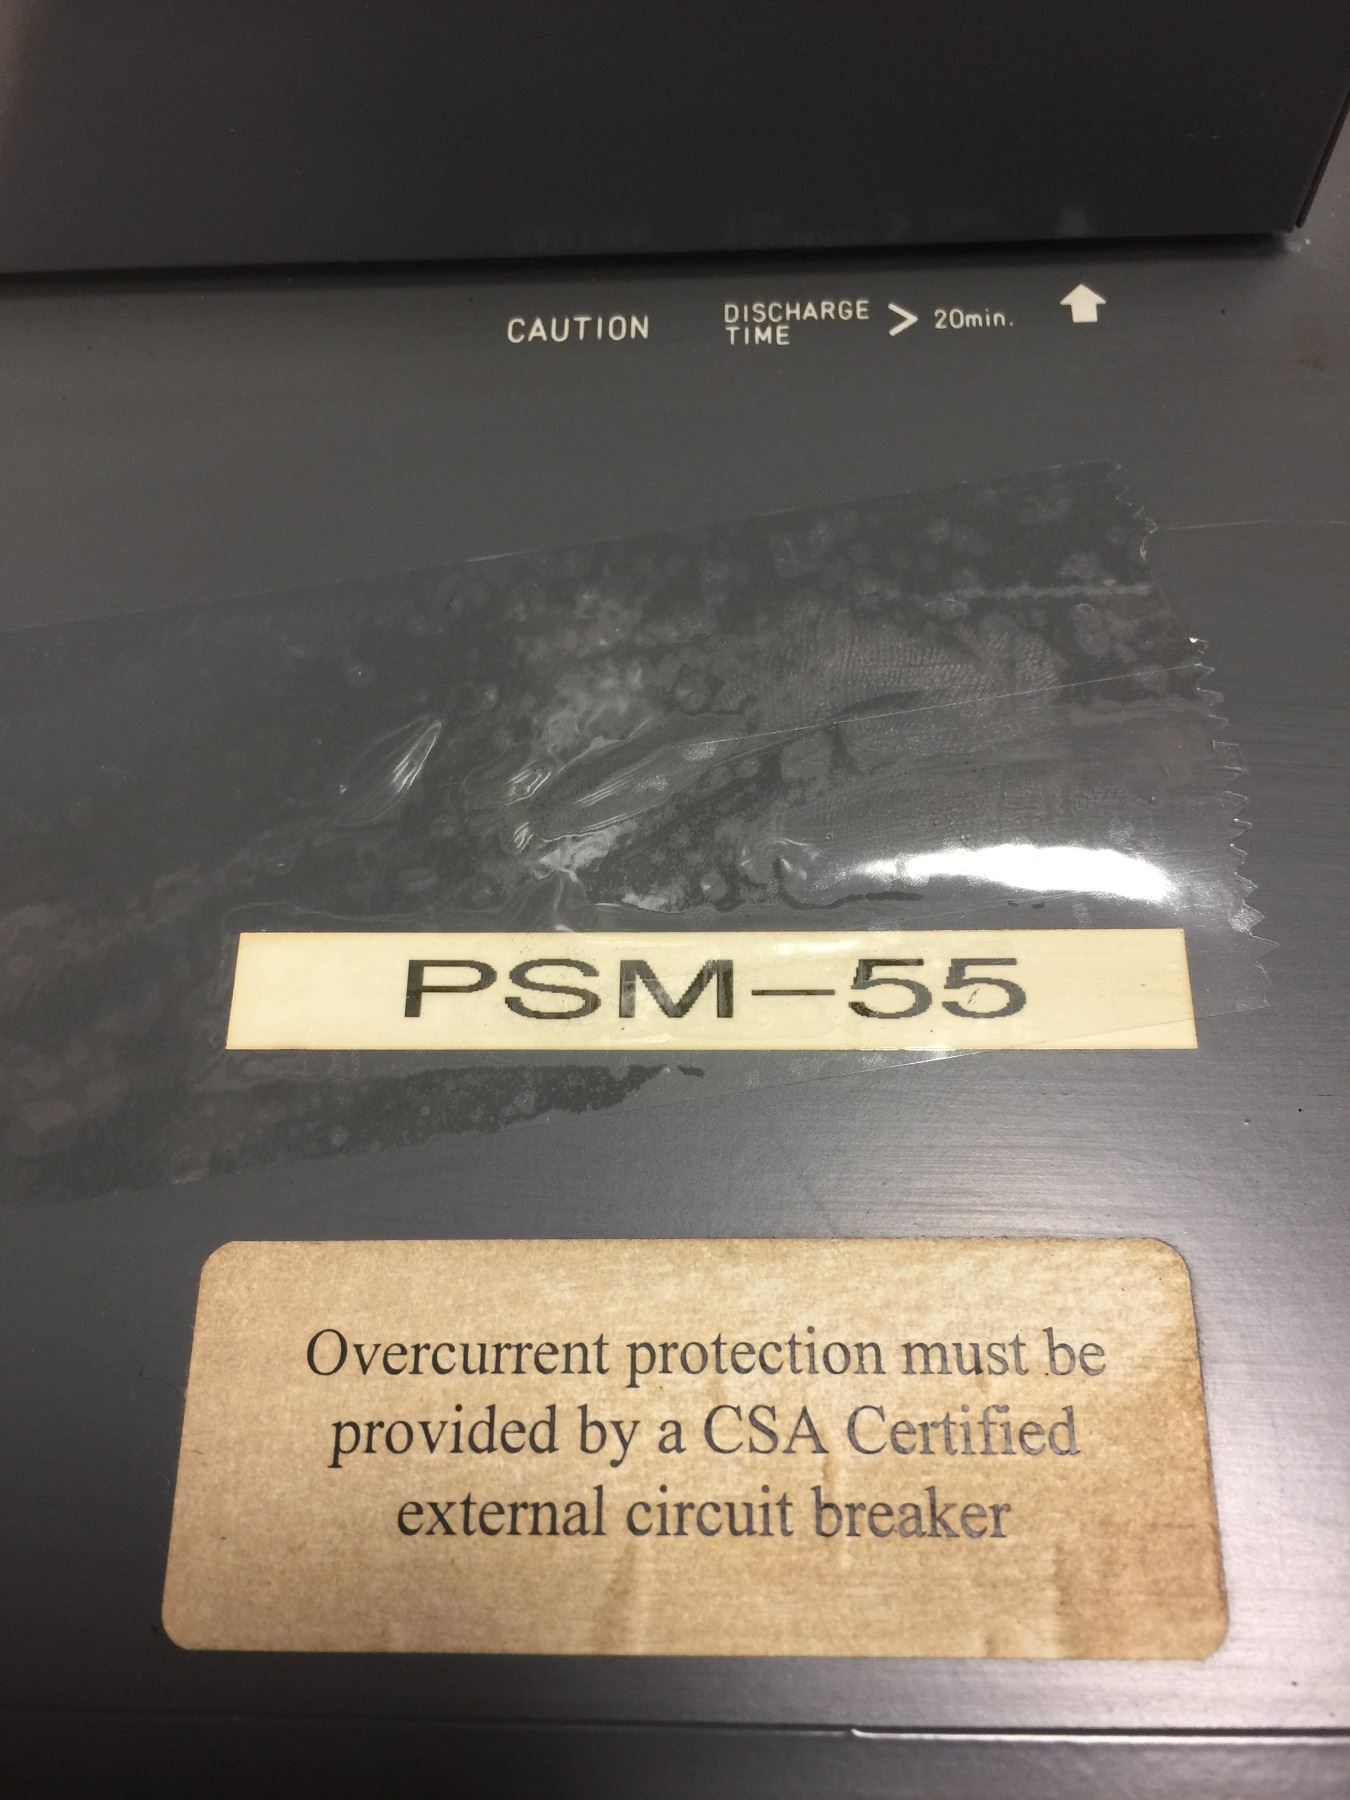 CAUTION DISCHARGE TIME > 20min.
PSM-55
Overcurrent protection must be
provided by a CSA Certified
external circuit breaker